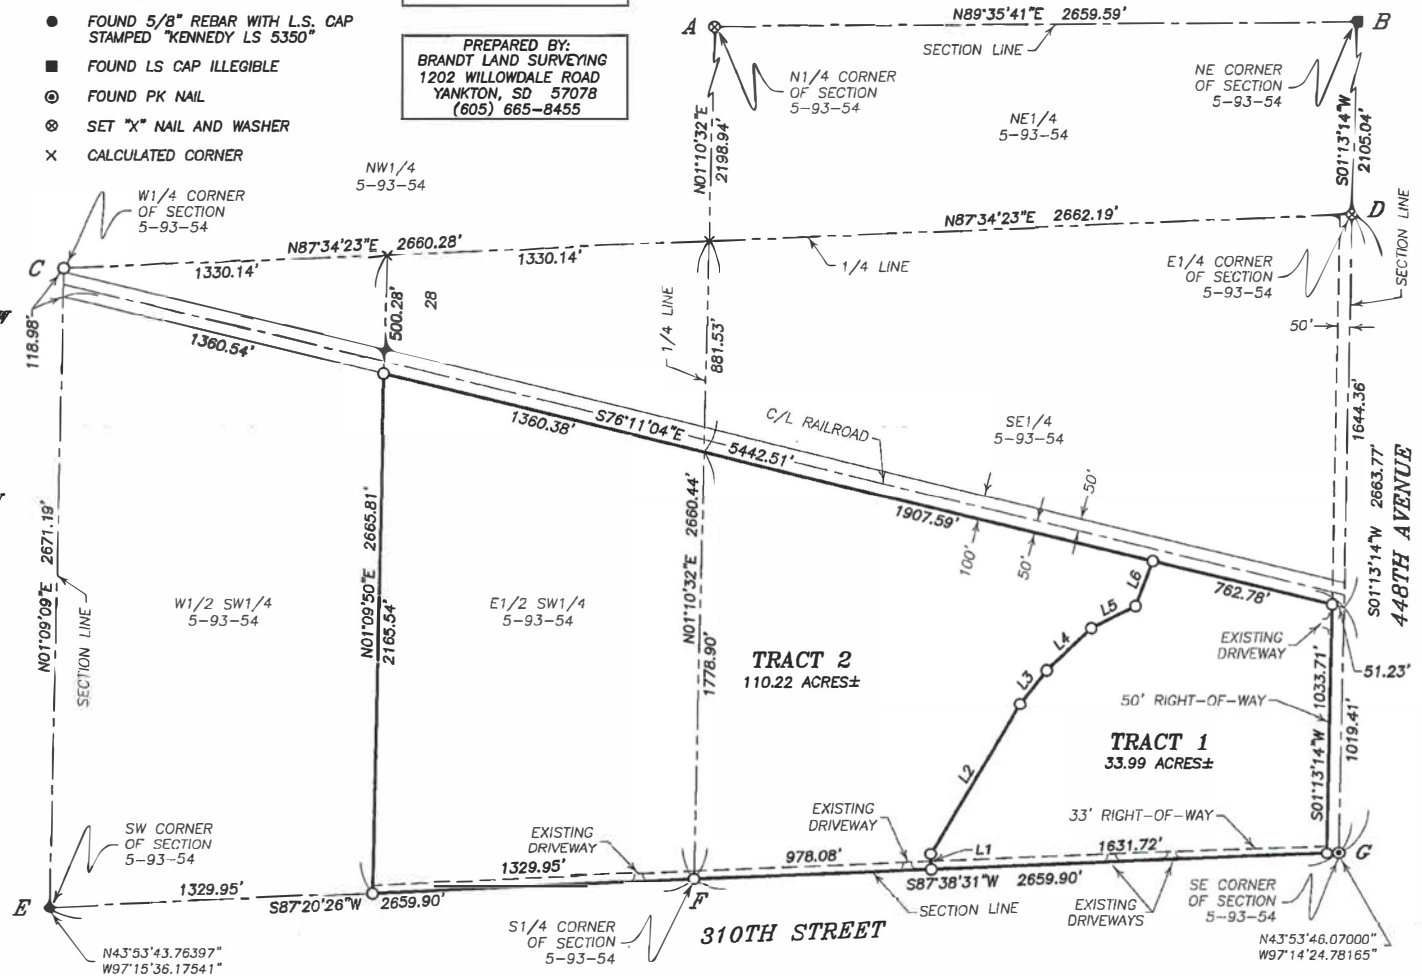 FOUND 5/8" REBAR WITH L.S. CAP
STAMPED "KENNEDY LS 5350"
FOUND LS CAP ILLEGIBLE
FOUND PK NAIL
SET "X" NAIL AND WASHER
CALCULATED CORNER
PREPARED BY:
BRANDT LAND SURVEYING
1202 WILLOWDALE ROAD
YANKTON, SD 57078
(605) 665-8455
A
N89°35'41"E 2659.59'
B
SECTION LINE
N1/4 CORNER
OF SECTION
5-93-54
NE CORNER
OF SECTION
5-93-54
NE1/4
5-93-54
N01°10'32"E
2198.94'
S01°13'14"W
2105.04'
NW1/4
5-93-54
W1/4 CORNER
OF SECTION
5-93-54
C
N87°34'23"E 2660.28'
1330.14'
1330.14'
N87°34'23"E 2662.19'
D
1/4 LINE
E1/4 CORNER
OF SECTION
5-93-54
SECTION LINE
50'
118.98'
1360.54'
500.28'
28
1/4 LINE
881.53'
1360.38'
S76°11'04"E
5442.51'
C/L RAILROAD
SE1/4
5-93-54
1644.36'
S01°13'14"W 2663.77'
448TH AVENUE
1907.59'
100'
50'
50'
762.78'
N01°09'09"E 2671.19'
SECTION LINE
W1/2 SW1/4
5-93-54
N01°09'50"E 2665.81'
2165.54'
E1/2 SW1/4
5-93-54
N01°10'32"E 2660.44'
1778.90'
TRACT 2
110.22 ACRES±
L6
L5
L4
L3
L2
L1
EXISTING
DRIVEWAY
51.23'
50' RIGHT-OF-WAY
S01°13'14"W 1033.71'
1019.41'
TRACT 1
33.99 ACRES±
33' RIGHT-OF-WAY
SW CORNER
OF SECTION
5-93-54
EXISTING
DRIVEWAY
EXISTING
DRIVEWAY
E
1329.95'
S87°20'26"W 2659.90'
1329.95'
F
978.08'
S87°38'31"W 2659.90'
1631.72'
G
SECTION LINE
EXISTING
DRIVEWAYS
SE CORNER
OF SECTION
5-93-54
S1/4 CORNER
OF SECTION
5-93-54
310TH STREET
N43°53'43.76397"
W97°15'36.17541"
N43°53'46.07000"
W97°14'24.78165"